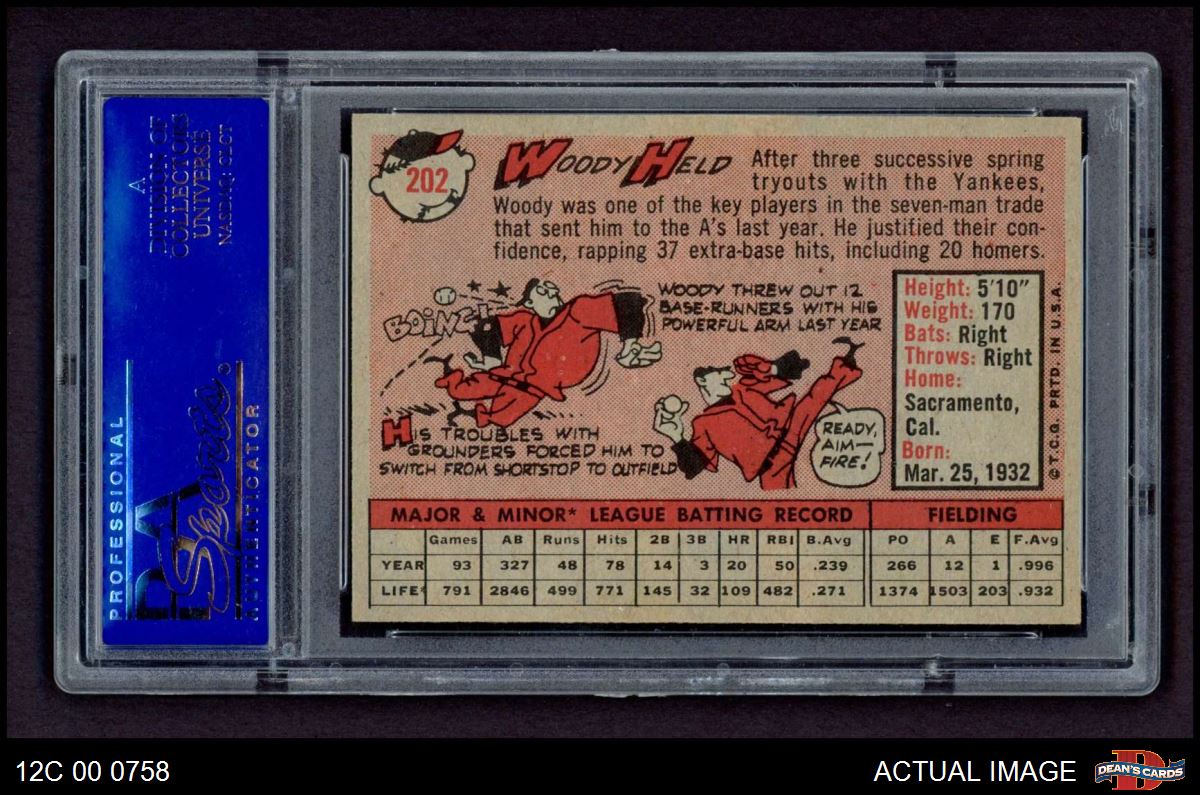 A
DIVISION OF
COLLECTORS
UNIVERSE
NASDAQ: CLCT
PROFESSIONAL
PSA
Sports
AUTHENTICATOR
202
WOODY HELD
After three successive spring
tryouts with the Yankees,
Woody was one of the key players in the seven-man trade
that sent him to the A's last year. He justified their con-
fidence, rapping 37 extra-base hits, including 20 homers.
BOING!
WOODY THREW OUT 12
BASE-RUNNERS WITH HIS
POWERFUL ARM LAST YEAR
HIS TROUBLES WITH
GROUNDERS FORCED HIM TO
SWITCH FROM SHORTSTOP TO OUTFIELD
READY,
AIM—
FIRE!
Height: 5'10"
Weight: 170
Bats: Right
Throws: Right
Home:
Sacramento,
Cal.
Born:
Mar. 25, 1932
© T.C.G. PRTD. IN U.S.A.
MAJOR & MINOR* LEAGUE BATTING RECORD FIELDING
Games AB Runs Hits 2B 3B HR RBI B.Avg PO A E F.Avg
YEAR 93 327 48 78 14 3 20 50 .239 266 12 1 .996
LIFE* 791 2846 499 771 145 32 109 482 .271 1374 1503 203 .932
12C 00 0758
ACTUAL IMAGE
D
DEAN'S CARDS